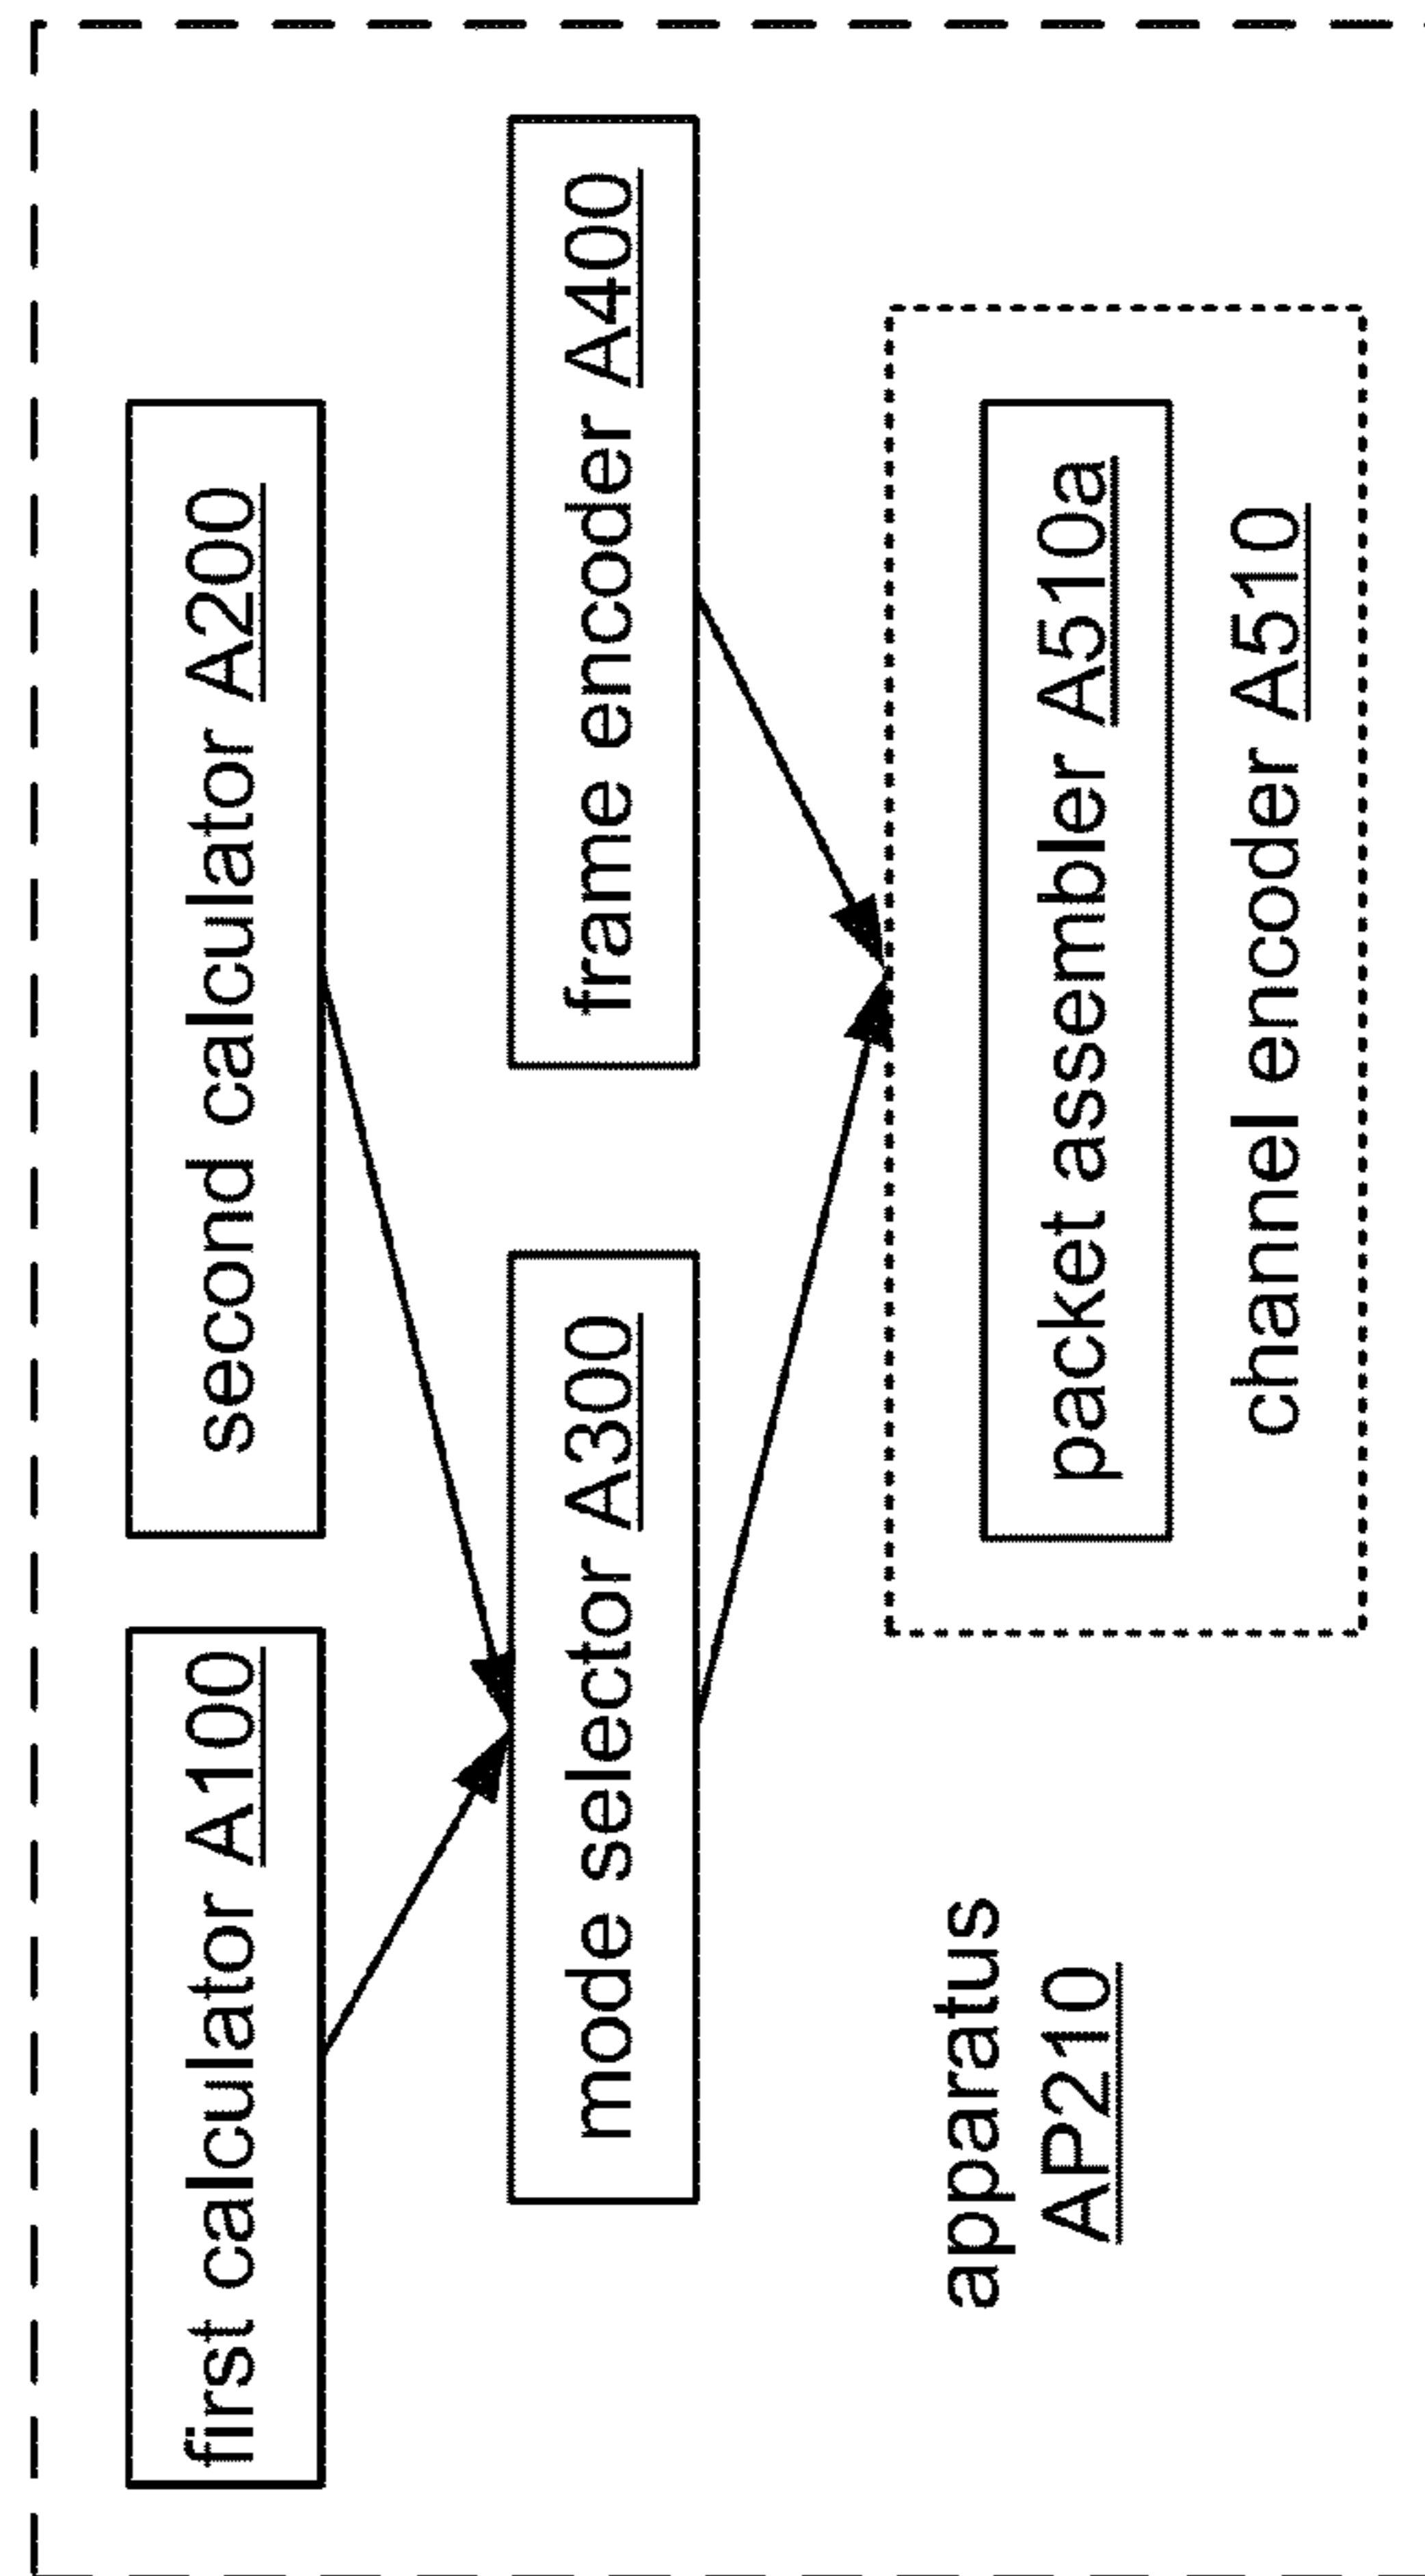 first calculator A100
second calculator A200
mode selector A300
frame encoder A400
apparatus
AP210
packet assembler A510a
channel encoder A510